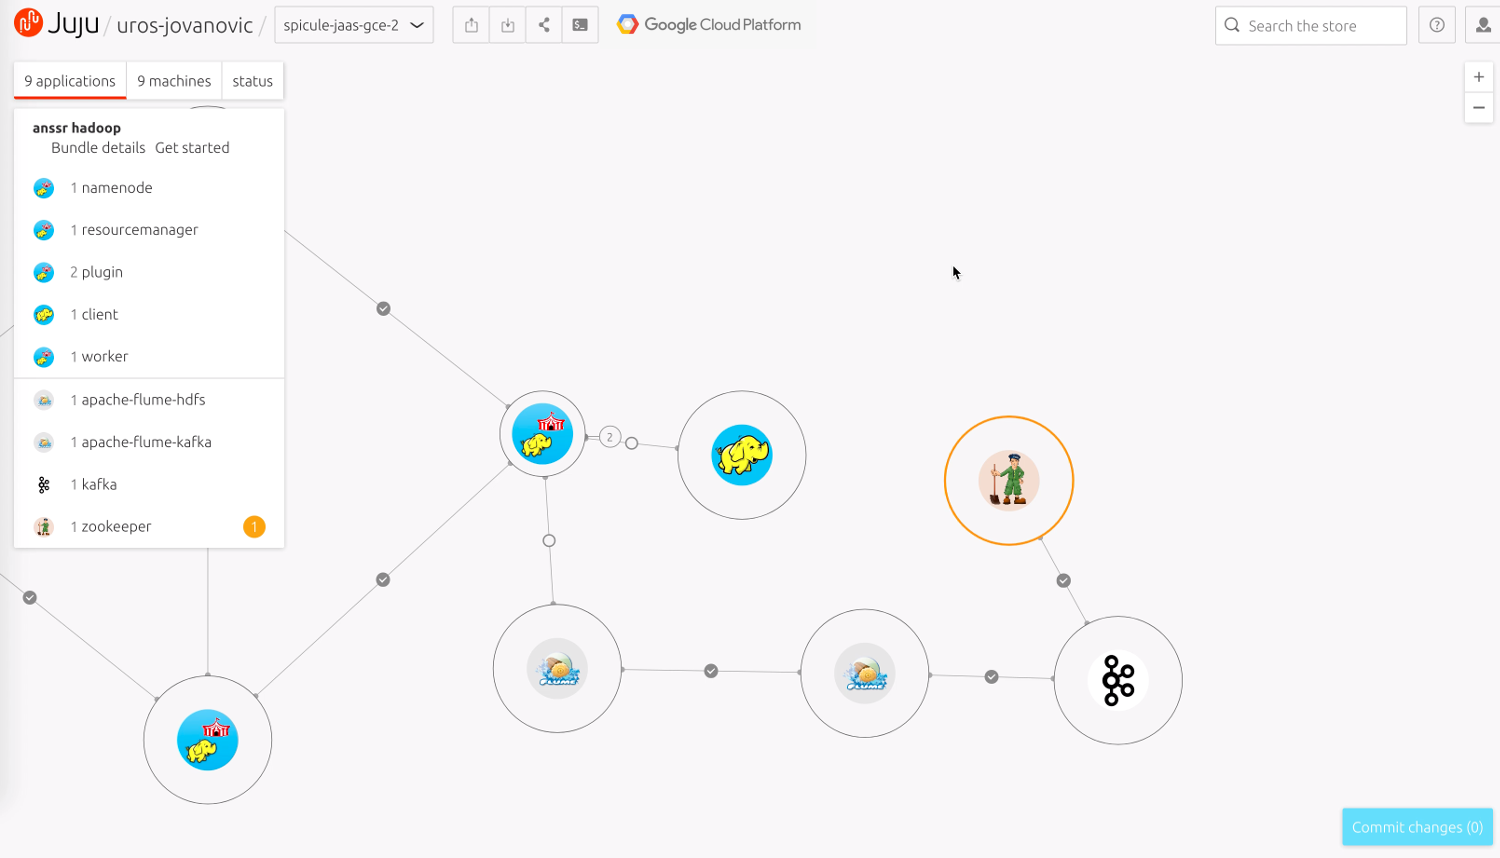 Juju / uros-jovanovic / spicule-jaas-gce-2
Google Cloud Platform
Search the store
9 applications
9 machines
status
anssr hadoop
Bundle details Get started
1 namenode
1 resourcemanager
2 plugin
1 client
1 worker
1 apache-flume-hdfs
1 apache-flume-kafka
1 kafka
1 zookeeper 1
2
FLUME
FLUME
Commit changes (0)